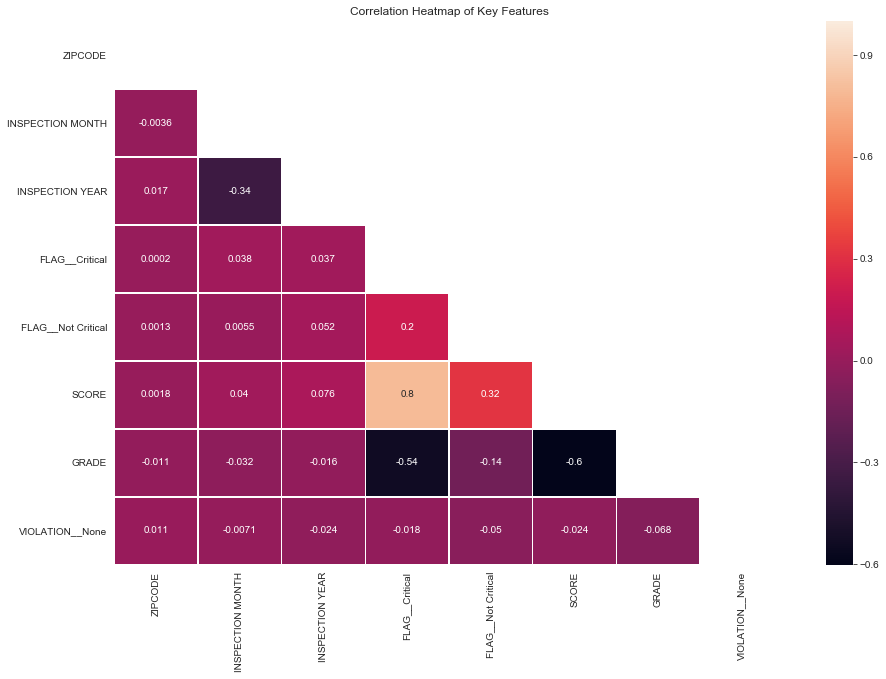 Correlation Heatmap of Key Features
ZIPCODE
INSPECTION MONTH -0.0036
INSPECTION YEAR 0.017 -0.34
FLAG__Critical 0.0002 0.038 0.037
FLAG__Not Critical 0.0013 0.0055 0.052 0.2
SCORE 0.0018 0.04 0.076 0.8 0.32
GRADE -0.011 -0.032 -0.016 -0.54 -0.14 -0.6
VIOLATION__None 0.011 -0.0071 -0.024 -0.018 -0.05 -0.024 -0.068
ZIPCODE
INSPECTION MONTH
INSPECTION YEAR
FLAG__Critical
FLAG__Not Critical
SCORE
GRADE
VIOLATION__None
0.9
0.6
0.3
0.0
−0.3
−0.6